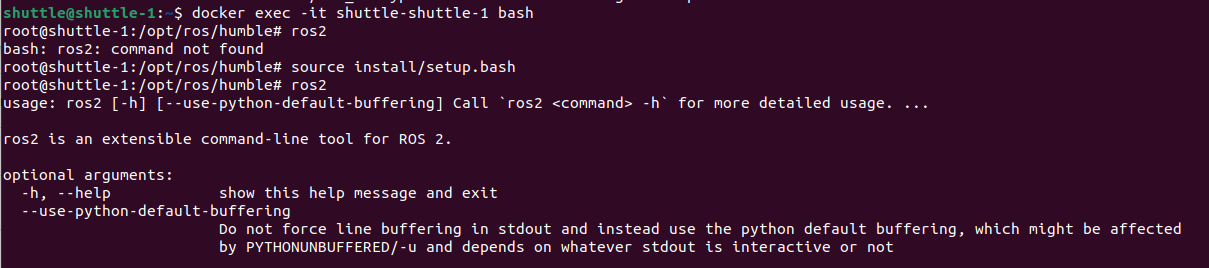 shuttle@shuttle-1:~$ docker exec -it shuttle-shuttle-1 bash
root@shuttle-1:/opt/ros/humble# ros2
bash: ros2: command not found
root@shuttle-1:/opt/ros/humble# source install/setup.bash
root@shuttle-1:/opt/ros/humble# ros2
usage: ros2 [-h] [--use-python-default-buffering] Call `ros2 <command> -h` for more detailed usage. ...
ros2 is an extensible command-line tool for ROS 2.
optional arguments:
-h, --help show this help message and exit
--use-python-default-buffering
Do not force line buffering in stdout and instead use the python default buffering, which might be affected
by PYTHONUNBUFFERED/-u and depends on whatever stdout is interactive or not